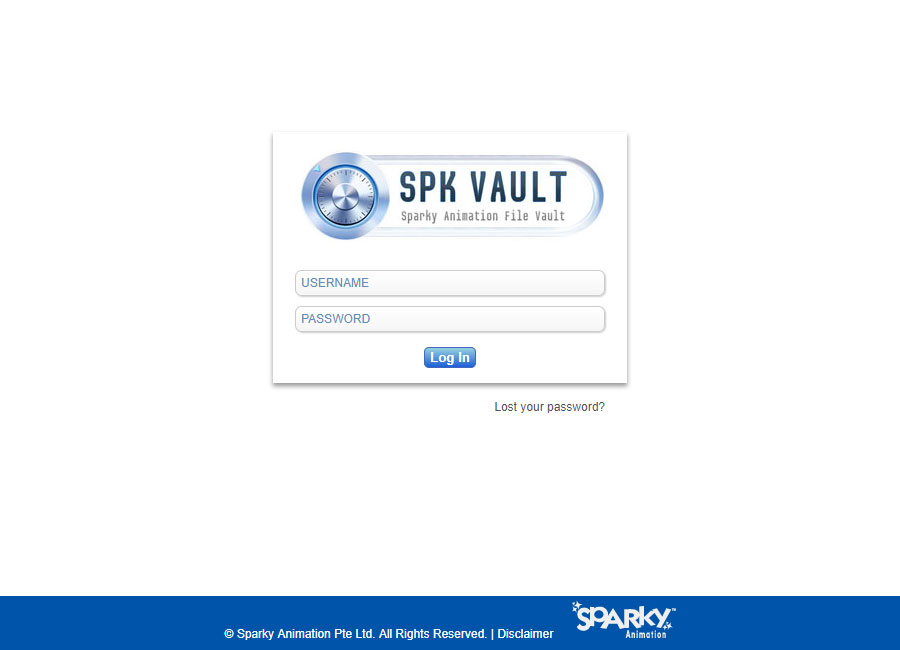 SPK VAULT
Sparky Animation File Vault
USERNAME
PASSWORD
Log In
Lost your password?
© Sparky Animation Pte Ltd. All Rights Reserved. | Disclaimer
SPARKY™
Animation